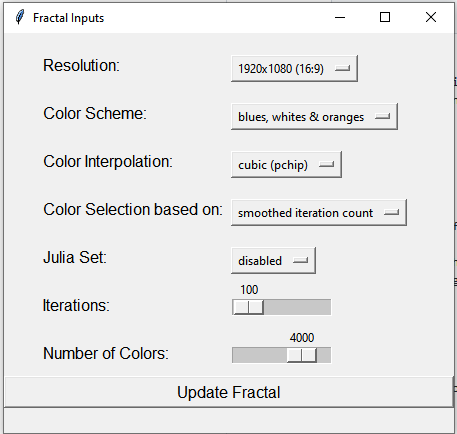 Fractal Inputs
Resolution: 1920x1080 (16:9)
Color Scheme: blues, whites & oranges
Color Interpolation: cubic (pchip)
Color Selection based on: smoothed iteration count
Julia Set: disabled
100
Iterations:
4000
Number of Colors:
Update Fractal